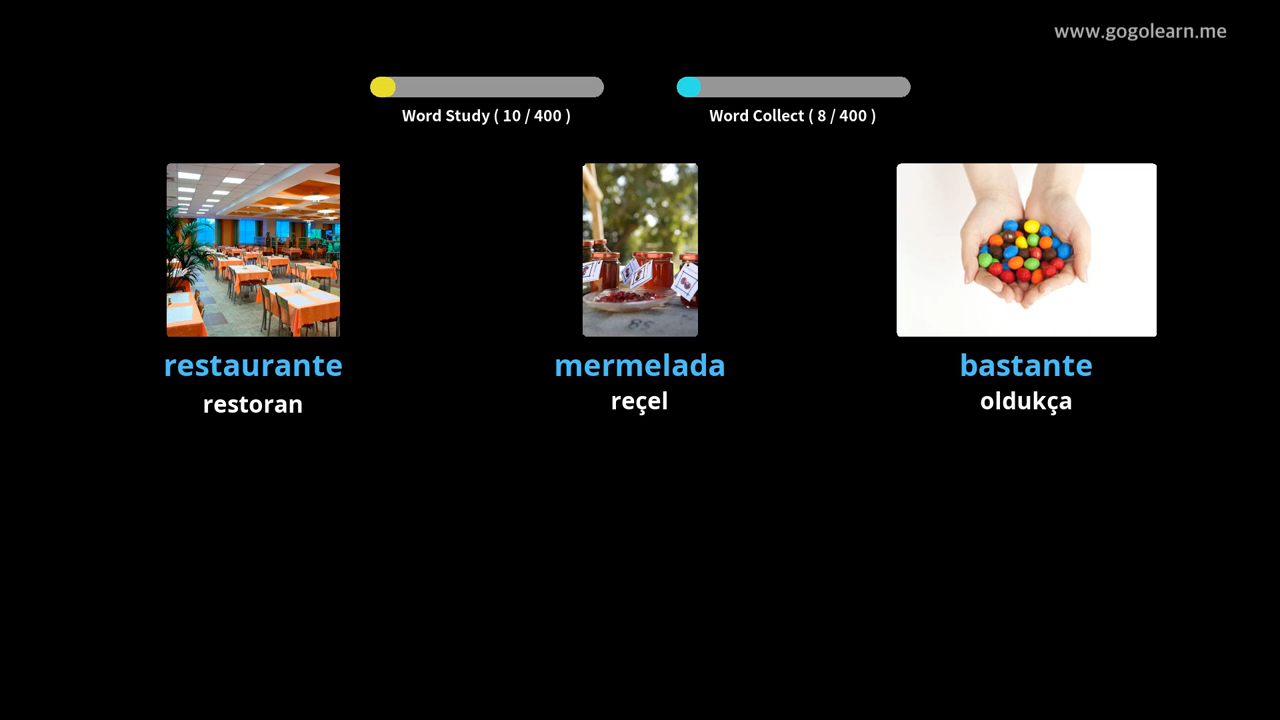 www.gogolearn.me
Word Study ( 10 / 400 )
Word Collect ( 8 / 400 )
restaurante
restoran
mermelada
reçel
bastante
oldukça